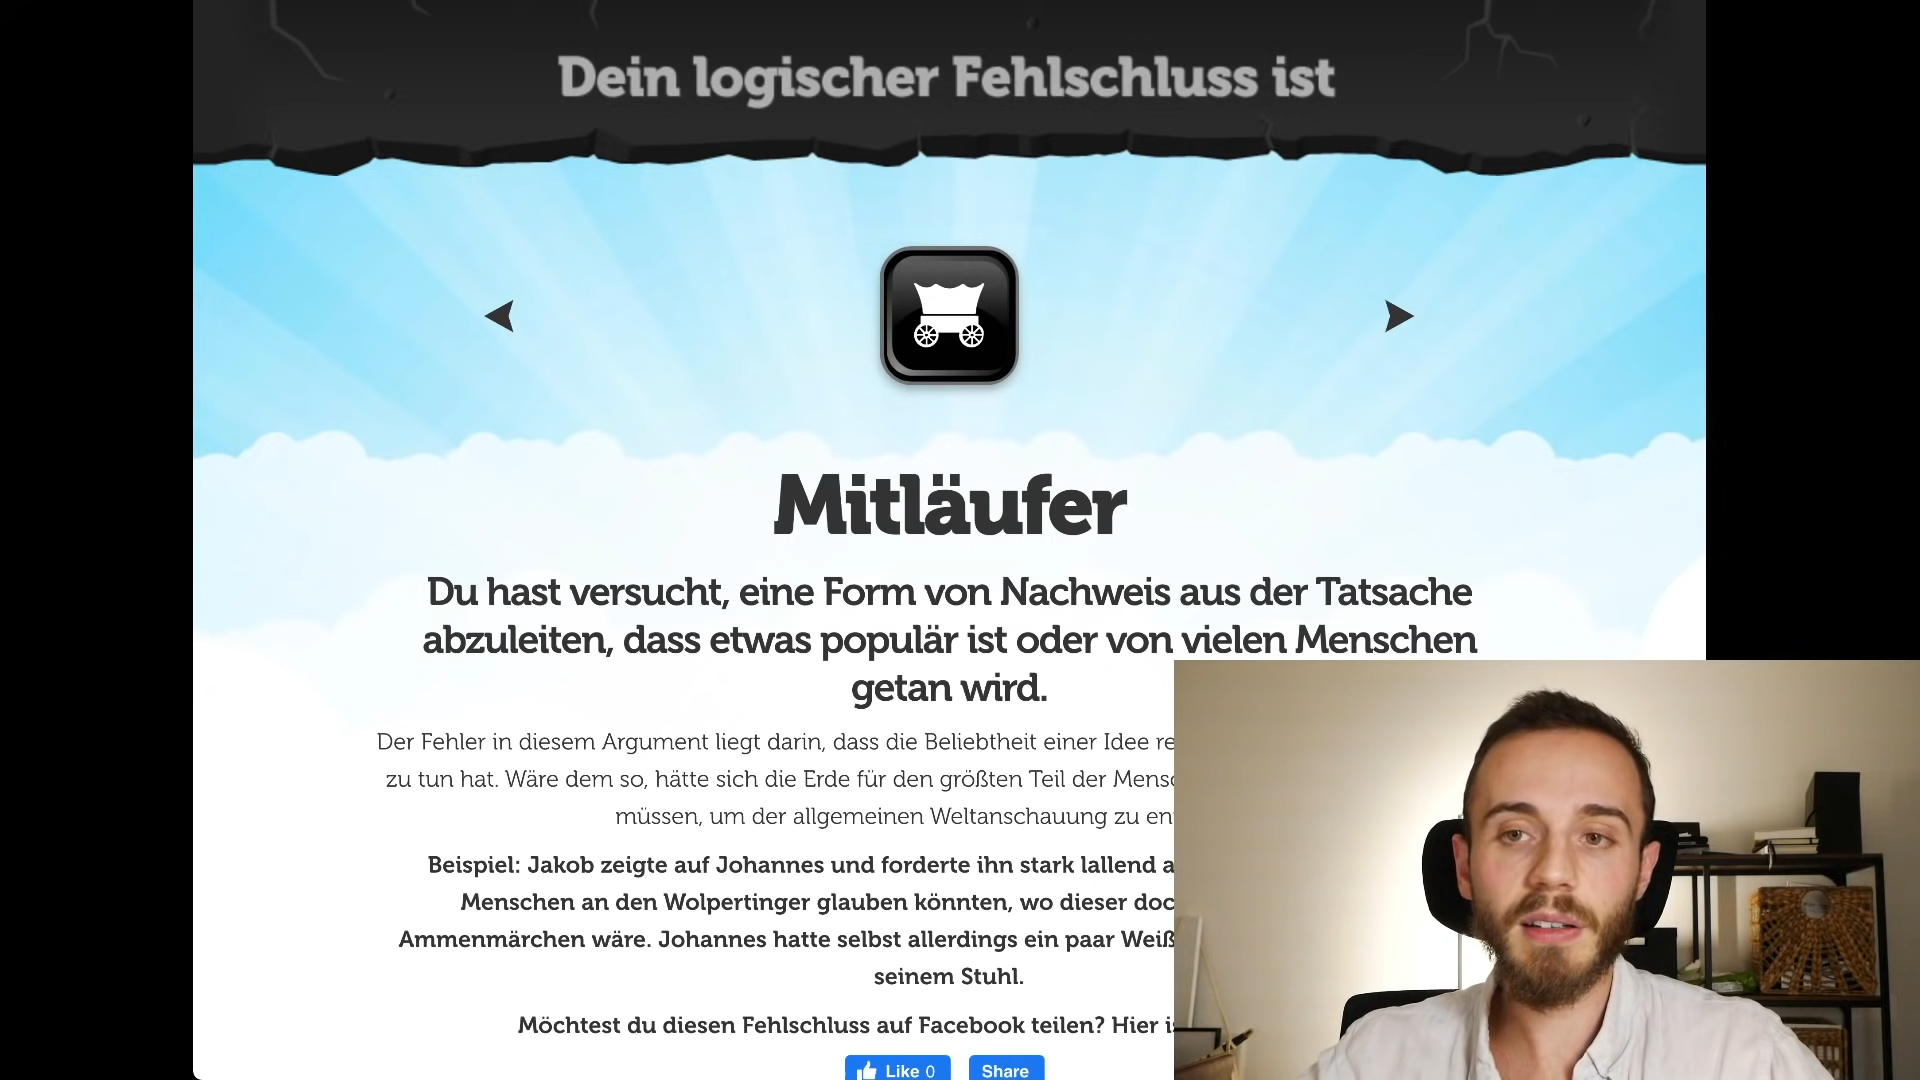 Dein logischer Fehlschluss ist
Mitläufer
Du hast versucht, eine Form von Nachweis aus der Tatsache
abzuleiten, dass etwas populär ist oder von vielen Menschen
getan wird.
Der Fehler in diesem Argument liegt darin, dass die Beliebtheit einer Idee
zu tun hat. Wäre dem so, hätte sich die Erde für den größten Teil der
müssen, um der allgemeinen Weltanschauung zu
Beispiel: Jakob zeigte auf Johannes und forderte ihn stark lallend
Menschen an den Wolpertinger glauben könnten, wo dieser
Ammenmärchen wäre. Johannes hatte selbst allerdings ein paar
seinem Stuhl.
Möchtest du diesen Fehlschluss auf Facebook teilen? Hier
Like 0
Share